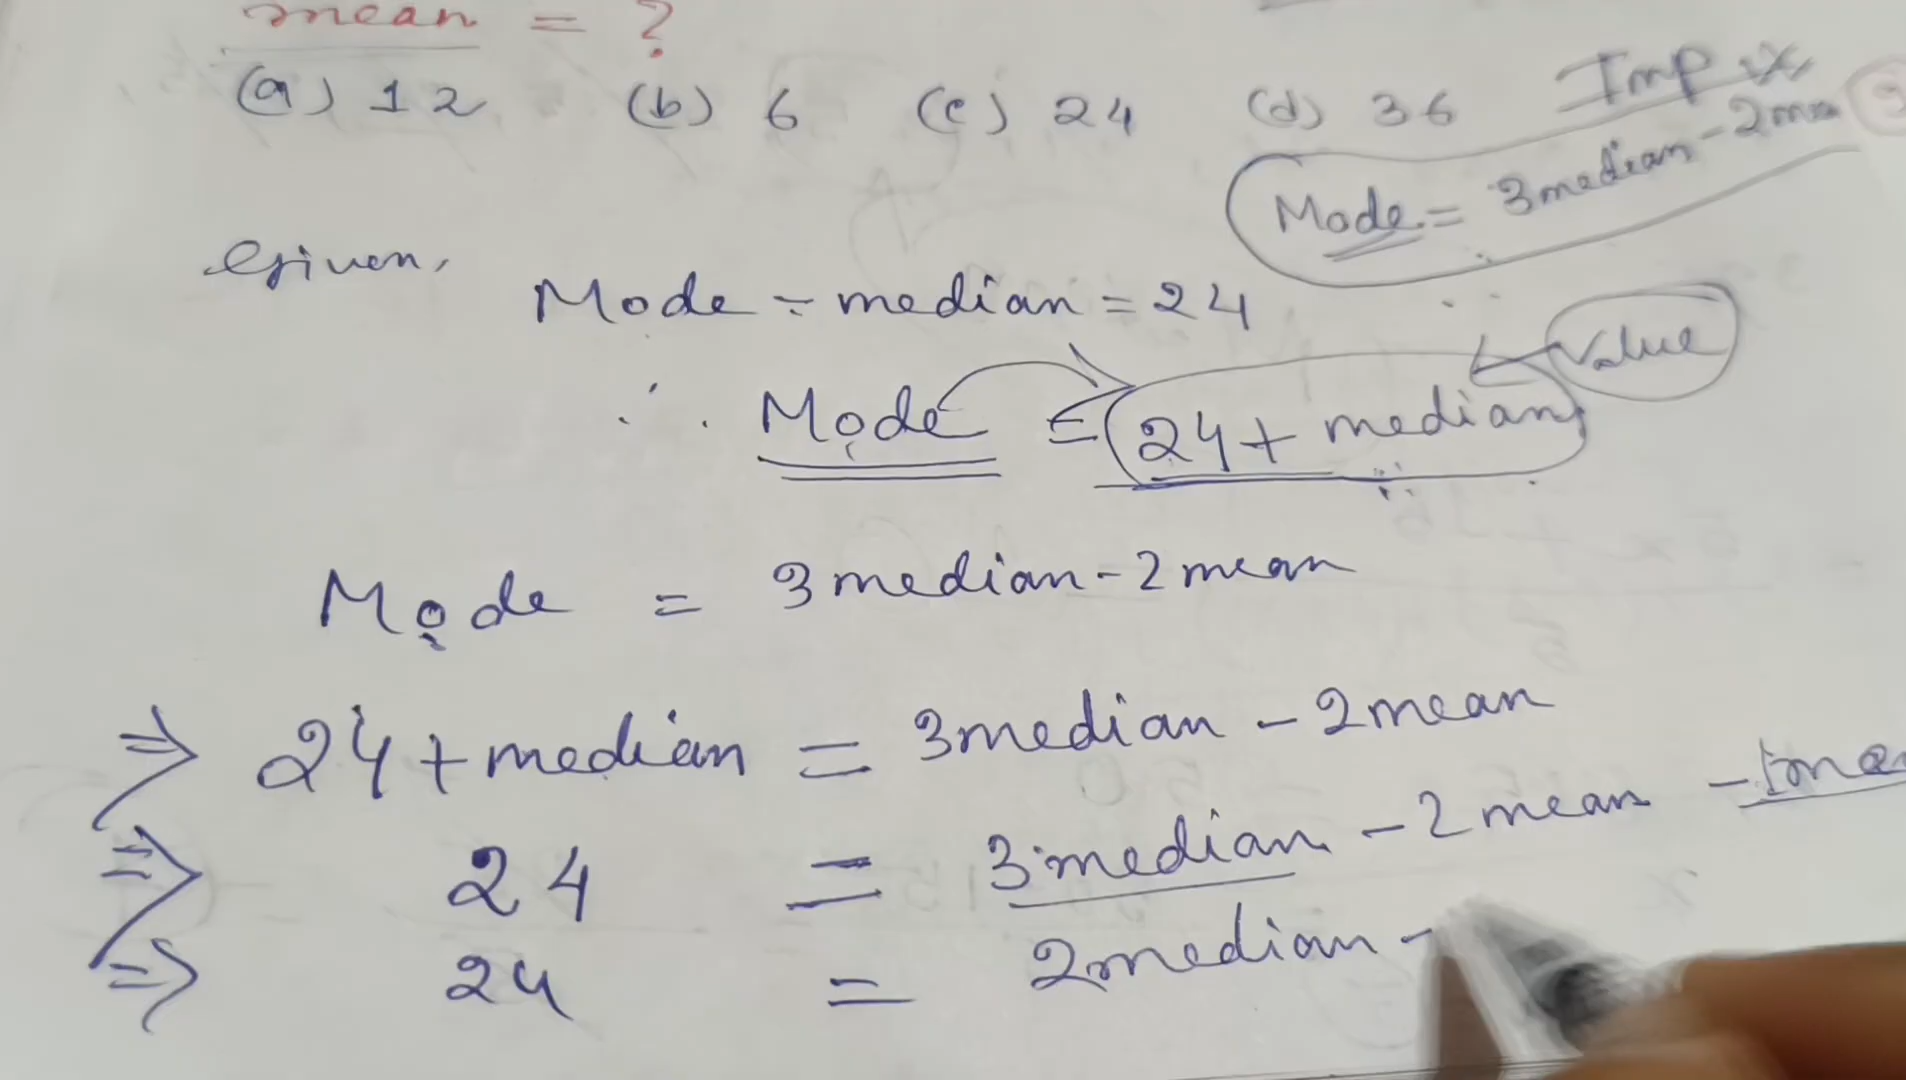 mean = ?
(a) 12 (b) 6 (c) 24 (d) 36
Imp
Mode = 3median - 2mea
Given,
Mode - median = 24
Value
∴ Mode = 24 + median
Mode = 3median - 2mean
⇒ 24 + median = 3median - 2mean
⇒ 24 = 3median - 2mean - 1me
⇒ 24 = 2median -